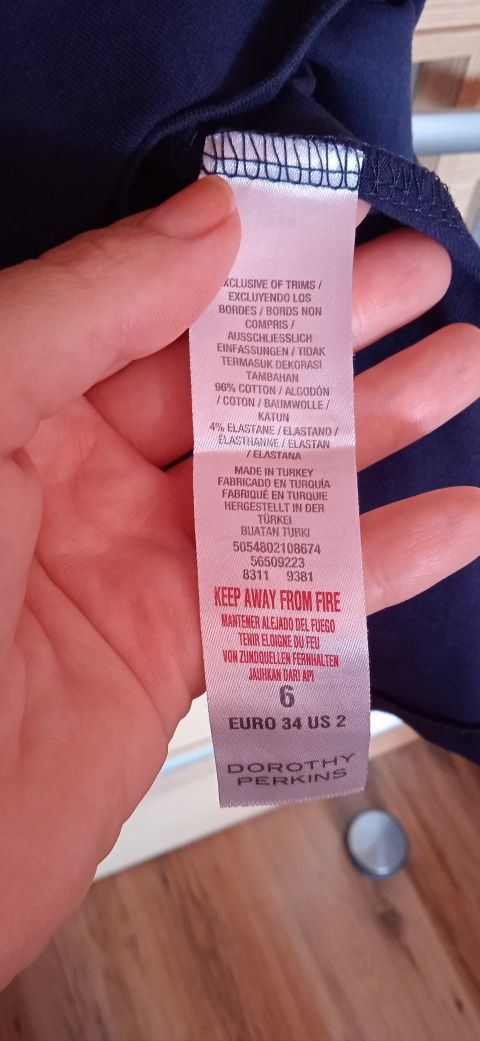 XCLUSIVE OF TRIMS /
EXCLUYENDO LOS
BORDES / BORDS NON
COMPRIS /
AUSSCHLIESSLICH
EINFASSUNGEN / TIDAK
TERMASUK DEKORASI
TAMBAHAN
96% COTTON / ALGODÓN
/ COTON / BAUMWOLLE /
KATUN
4% ELASTANE / ELASTANO /
ÉLASTHANNE / ELASTAN
/ ELASTANA
MADE IN TURKEY
FABRICADO EN TURQUÍA
FABRIQUÉ EN TURQUIE
HERGESTELLT IN DER
TÜRKEI
BUATAN TURKI
5054802108674
56509223
8311 9381
KEEP AWAY FROM FIRE
MANTENER ALEJADO DEL FUEGO
TENIR ELOIGNE DU FEU
VON ZUNDQUELLEN FERNHALTEN
JAUHKAN DARI API
6
EURO 34 US 2
DOROTHY
PERKINS